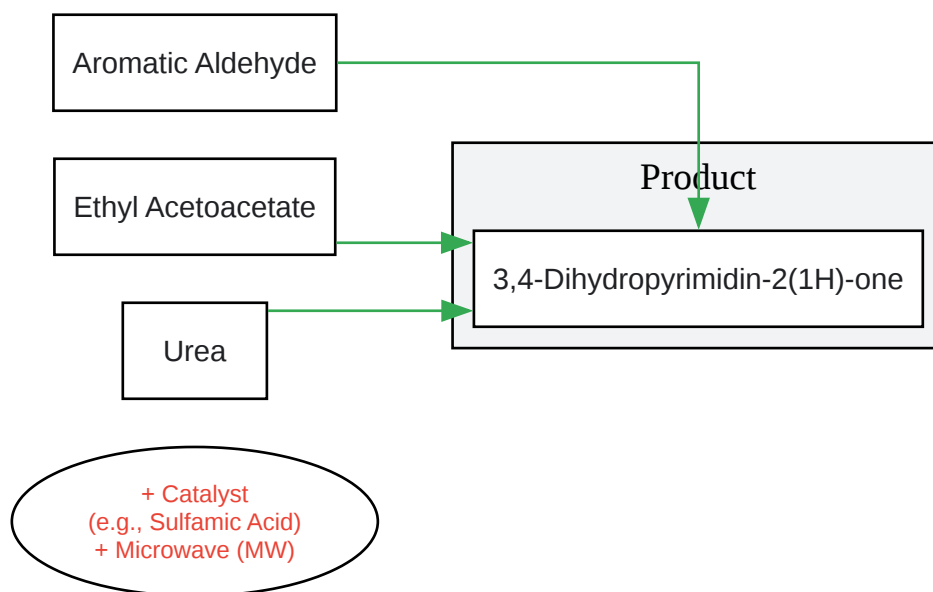 Aromatic Aldehyde
Product
Ethyl Acetoacetate
3,4-Dihydropyrimidin-2(1H)-one
Urea
+ Catalyst
(e.g., Sulfamic Acid)
+ Microwave (MW)